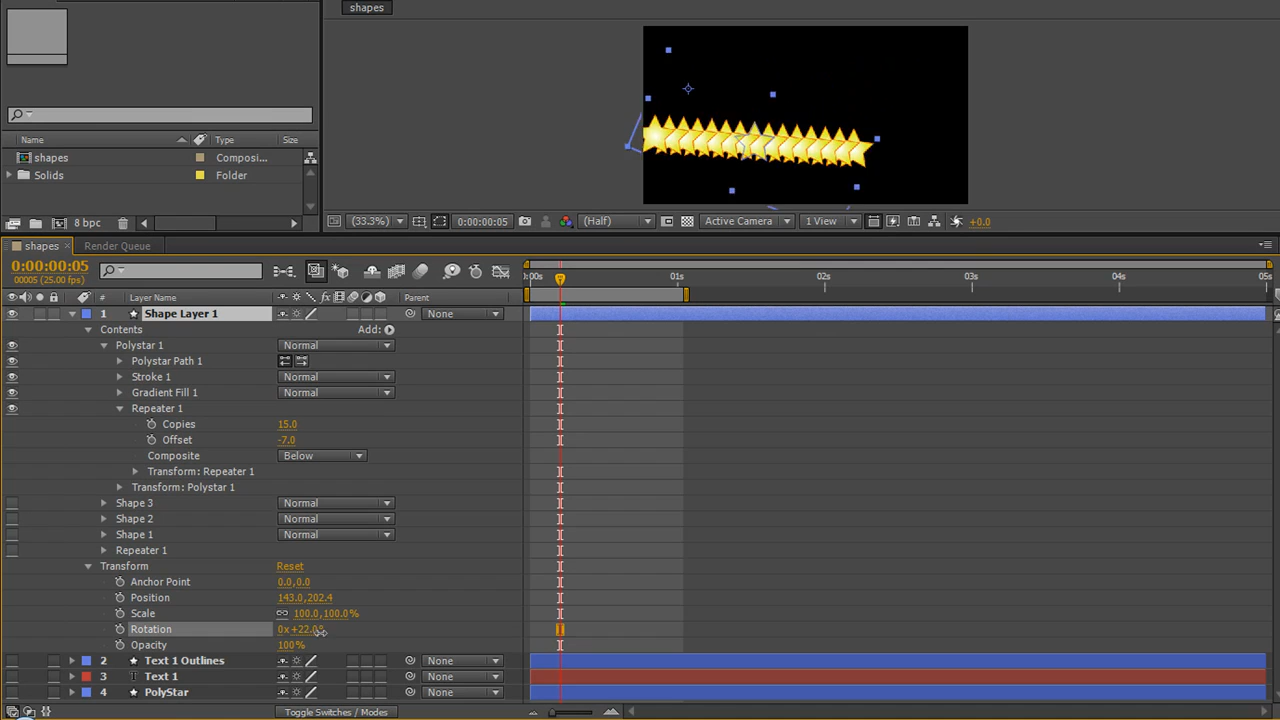 shapes
Name Type Size
shapes Composi...
Solids Folder
8 bpc
(33.3%) 0:00:00:05 (Half) Active Camera 1 View +0.0
shapes × Render Queue
0:00:00:05
00005 (25.00 fps)
0:00s 01s 02s 03s 04s 05s
# Layer Name Parent
1 Shape Layer 1 None
Contents Add:
Polystar 1 Normal
Polystar Path 1
Stroke 1 Normal
Gradient Fill 1 Normal
Repeater 1
Copies 15.0
Offset -7.0
Composite Below
Transform: Repeater 1
Transform: Polystar 1
Shape 3 Normal
Shape 2 Normal
Shape 1 Normal
Repeater 1
Transform Reset
Anchor Point 0.0,0.0
Position 143.0,202.4
Scale 100.0,100.0%
Rotation 0x+22.0°
Opacity 100%
2 Text 1 Outlines None
3 T Text 1 None
4 PolyStar None
Toggle Switches / Modes